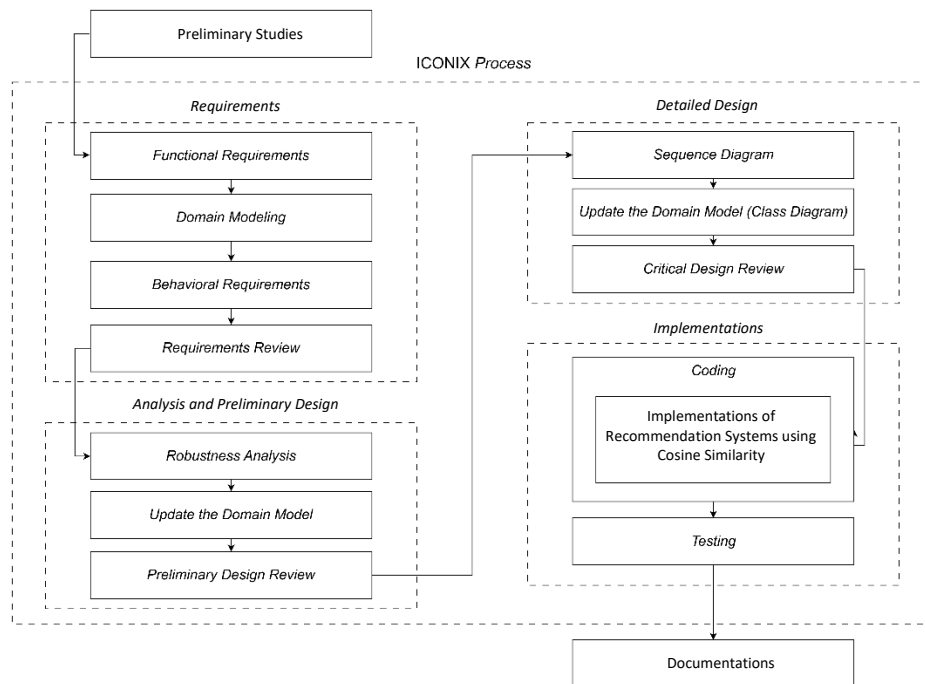 Preliminary Studies
ICONIX Process
Requirements
Functional Requirements
Domain Modeling
Behavioral Requirements
Requirements Review
Analysis and Preliminary Design
Robustness Analysis
Update the Domain Model
Preliminary Design Review
Detailed Design
Sequence Diagram
Update the Domain Model (Class Diagram)
Critical Design Review
Implementations
Coding
Implementations of
Recommendation Systems using
Cosine Similarity
Testing
Documentations